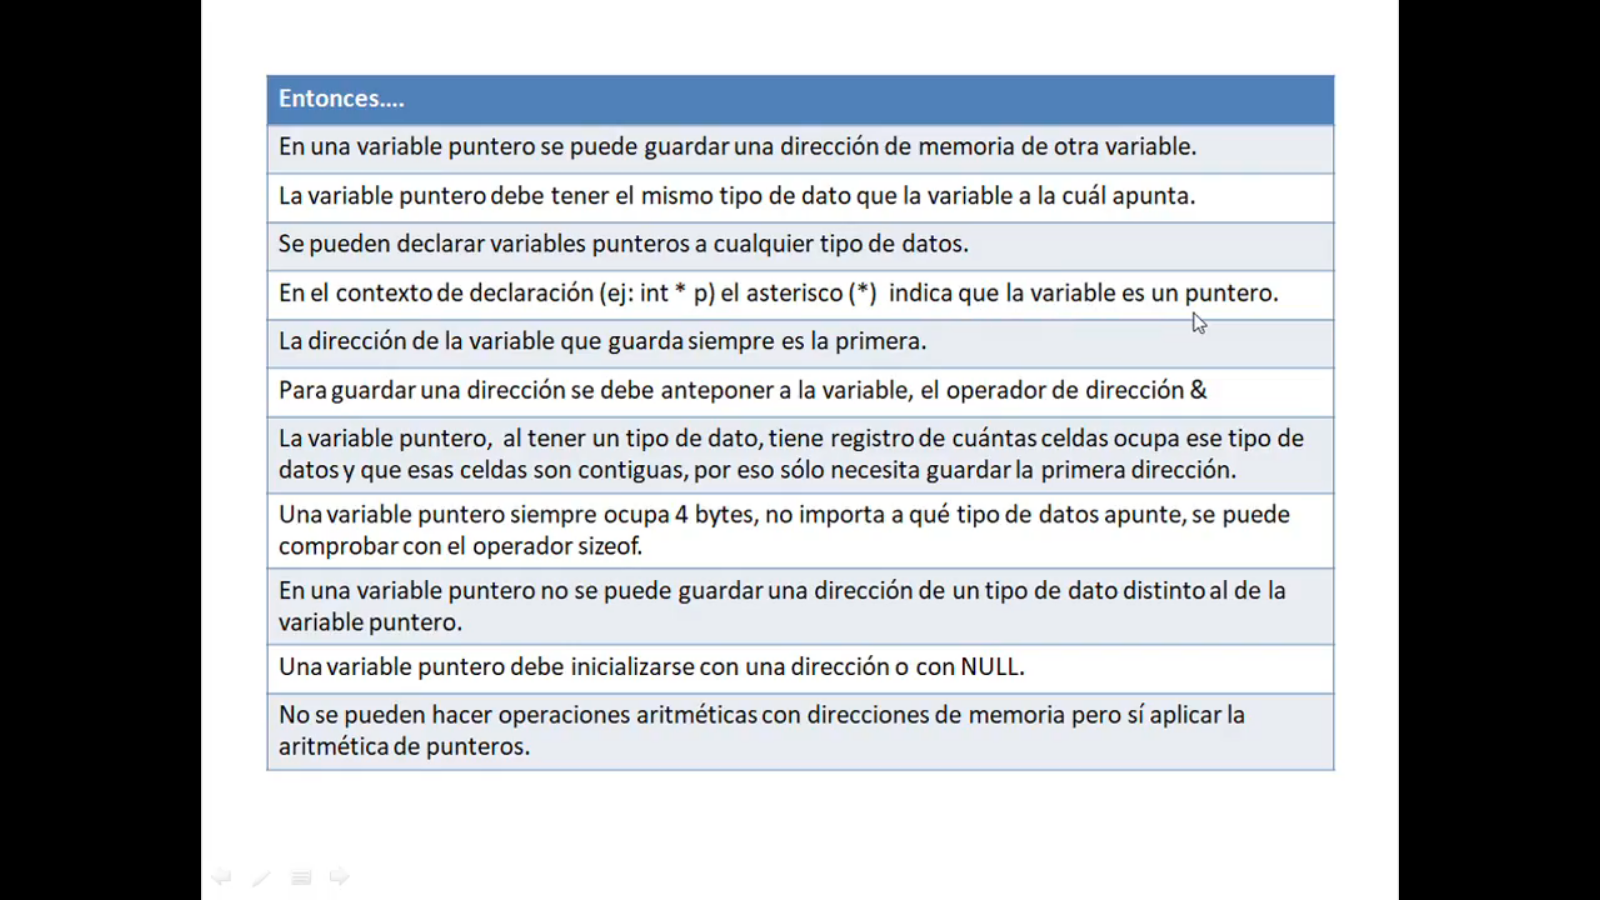 Entonces....
En una variable puntero se puede guardar una dirección de memoria de otra variable.
La variable puntero debe tener el mismo tipo de dato que la variable a la cuál apunta.
Se pueden declarar variables punteros a cualquier tipo de datos.
En el contexto de declaración (ej: int * p) el asterisco (*) indica que la variable es un puntero.
La dirección de la variable que guarda siempre es la primera.
Para guardar una dirección se debe anteponer a la variable, el operador de dirección &
La variable puntero, al tener un tipo de dato, tiene registro de cuántas celdas ocupa ese tipo de
datos y que esas celdas son contiguas, por eso sólo necesita guardar la primera dirección.
Una variable puntero siempre ocupa 4 bytes, no importa a qué tipo de datos apunte, se puede
comprobar con el operador sizeof.
En una variable puntero no se puede guardar una dirección de un tipo de dato distinto al de la
variable puntero.
Una variable puntero debe inicializarse con una dirección o con NULL.
No se pueden hacer operaciones aritméticas con direcciones de memoria pero sí aplicar la
aritmética de punteros.